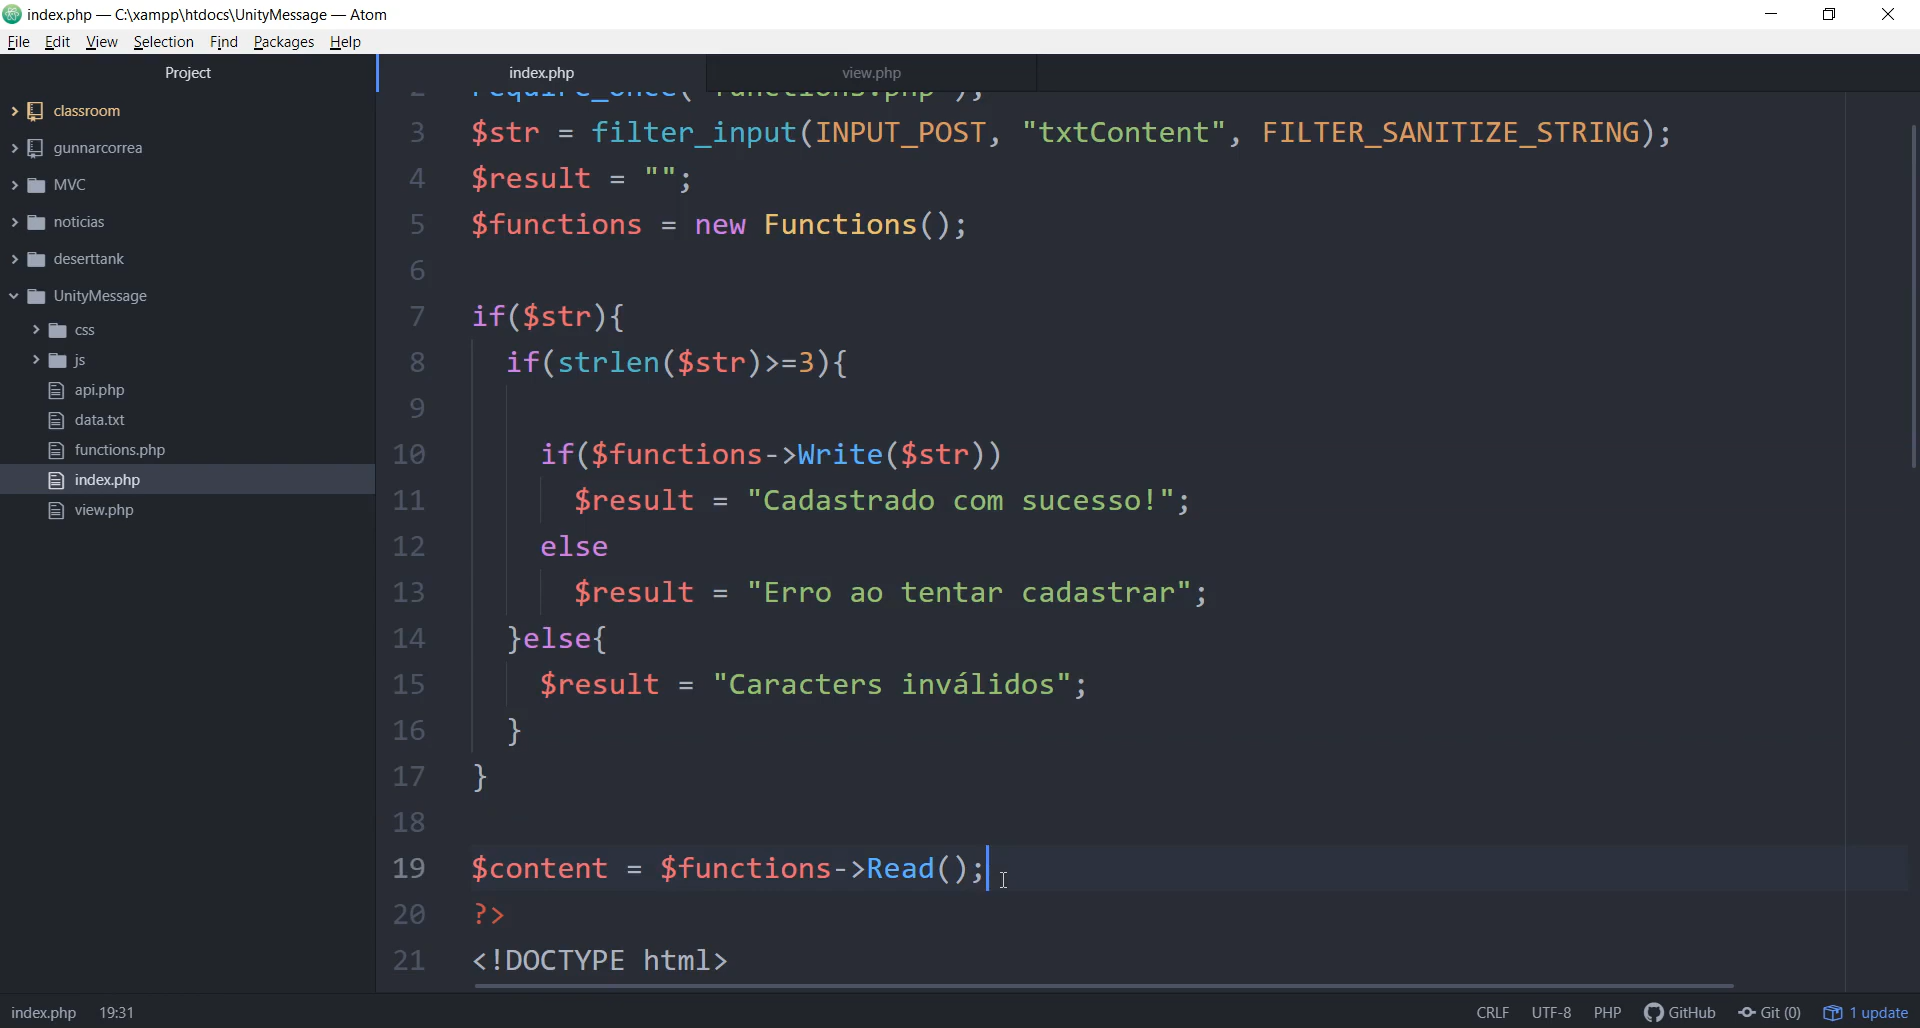 index.php — C:\xampp\htdocs\UnityMessage — Atom
File Edit View Selection Find Packages Help
Project
index.php
view.php
classroom
gunnarcorrea
MVC
noticias
deserttank
UnityMessage
css
js
api.php
data.txt
functions.php
index.php
view.php
2 require_once("functions.php");
3 $str = filter_input(INPUT_POST, "txtContent", FILTER_SANITIZE_STRING);
4 $result = "";
5 $functions = new Functions();
6
7 if($str){
8 if(strlen($str)>=3){
9
10 if($functions->Write($str))
11 $result = "Cadastrado com sucesso!";
12 else
13 $result = "Erro ao tentar cadastrar";
14 }else{
15 $result = "Caracters inválidos";
16 }
17 }
18
19 $content = $functions->Read();
20 ?>
21 <!DOCTYPE html>
index.php 19:31
CRLF UTF-8 PHP GitHub Git (0) 1 update